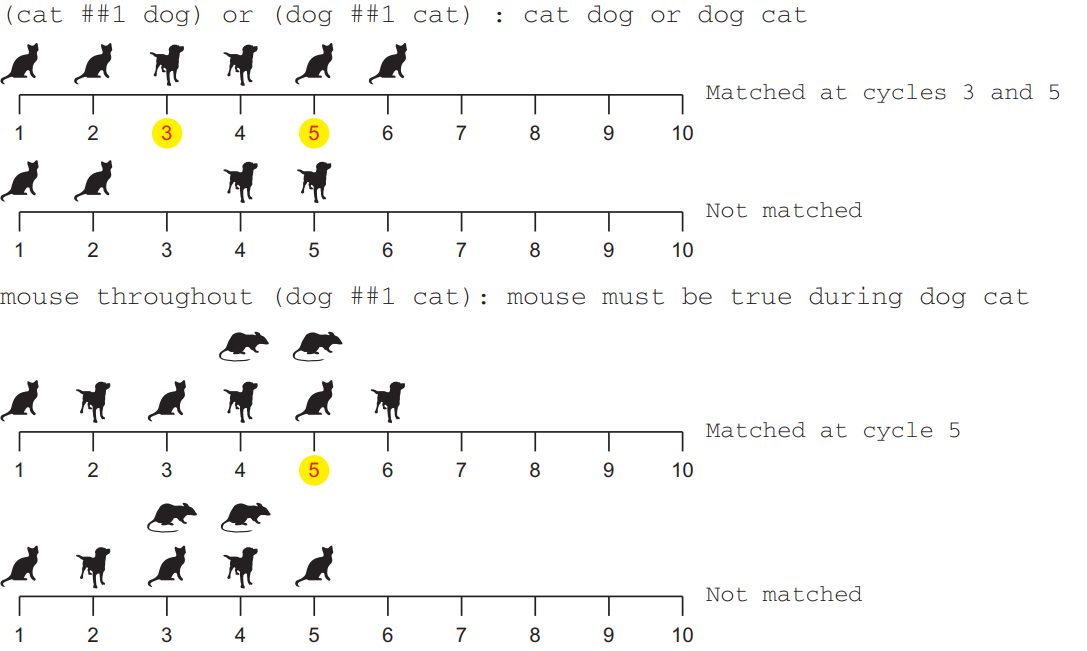 (cat ##1 dog) or (dog ##1 cat) : cat dog or dog cat
Matched at cycles 3 and 5
1 2 3 4 5 6 7 8 9 10
Not matched
1 2 3 4 5 6 7 8 9 10
mouse throughout (dog ##1 cat): mouse must be true during dog cat
Matched at cycle 5
1 2 3 4 5 6 7 8 9 10
Not matched
1 2 3 4 5 6 7 8 9 10